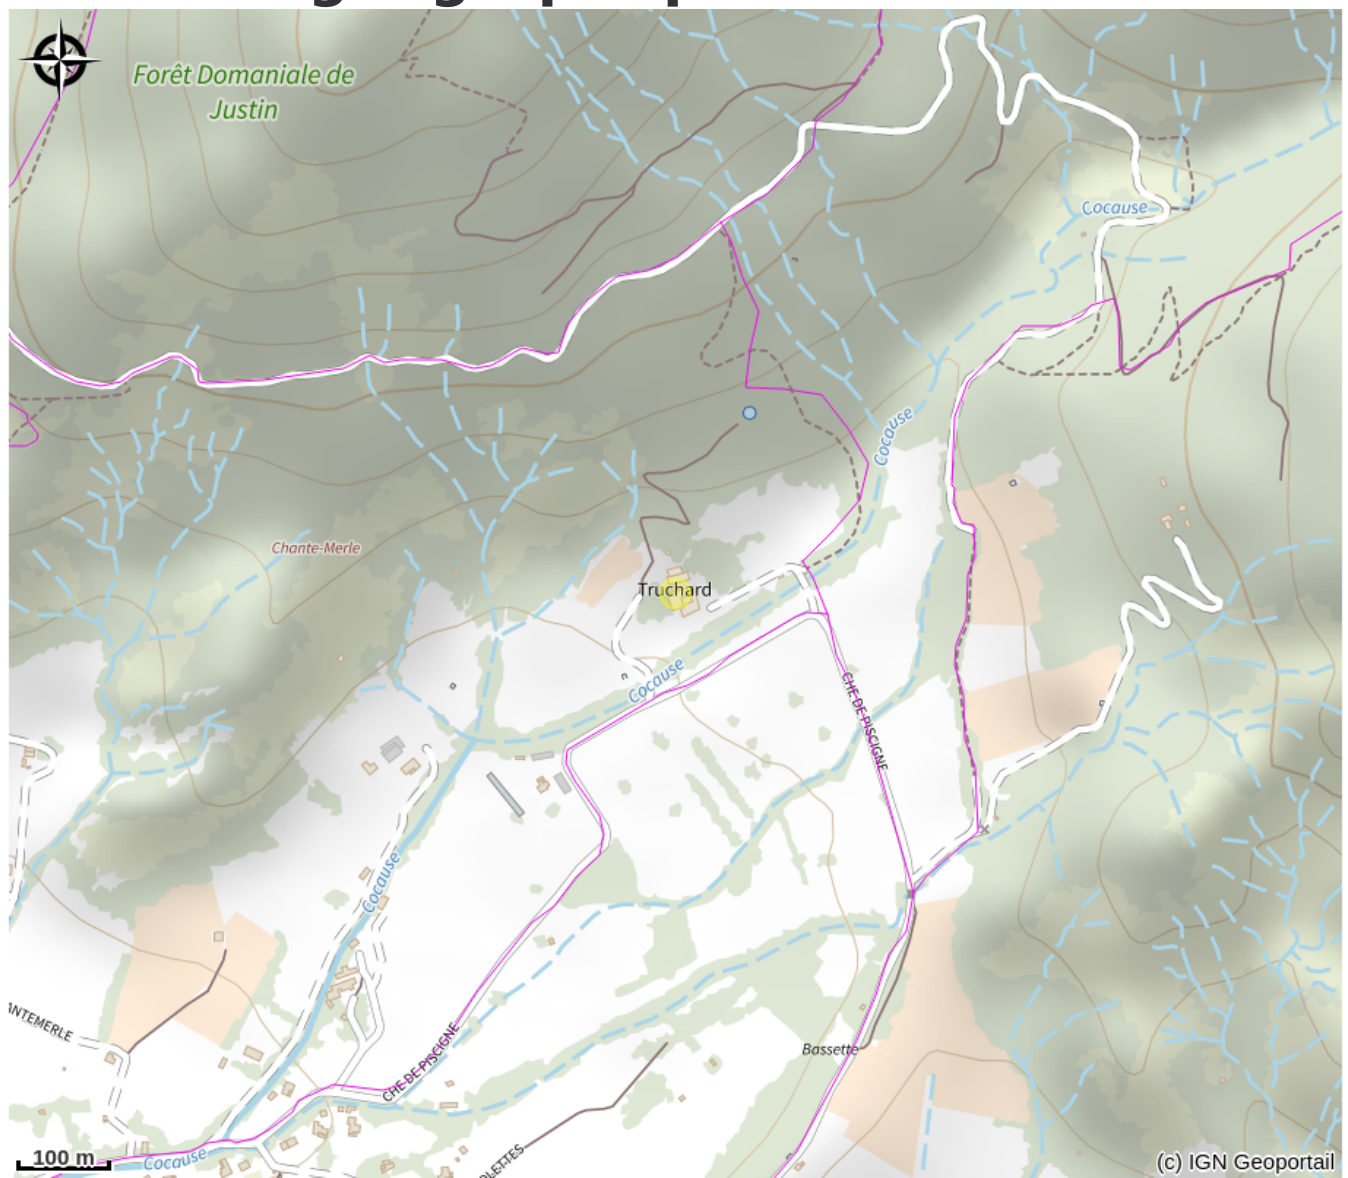 Forêt Domaniale de
Justin
Cocause
Cocause
Chante-Merle
Truchard
Cocause
CHE DE PISCIGNE
Cocause
ANTEMERLE
CHE DE PISCIGNE
Bassette
OLETTES
Cocause
100 m
(c) IGN Geoportail